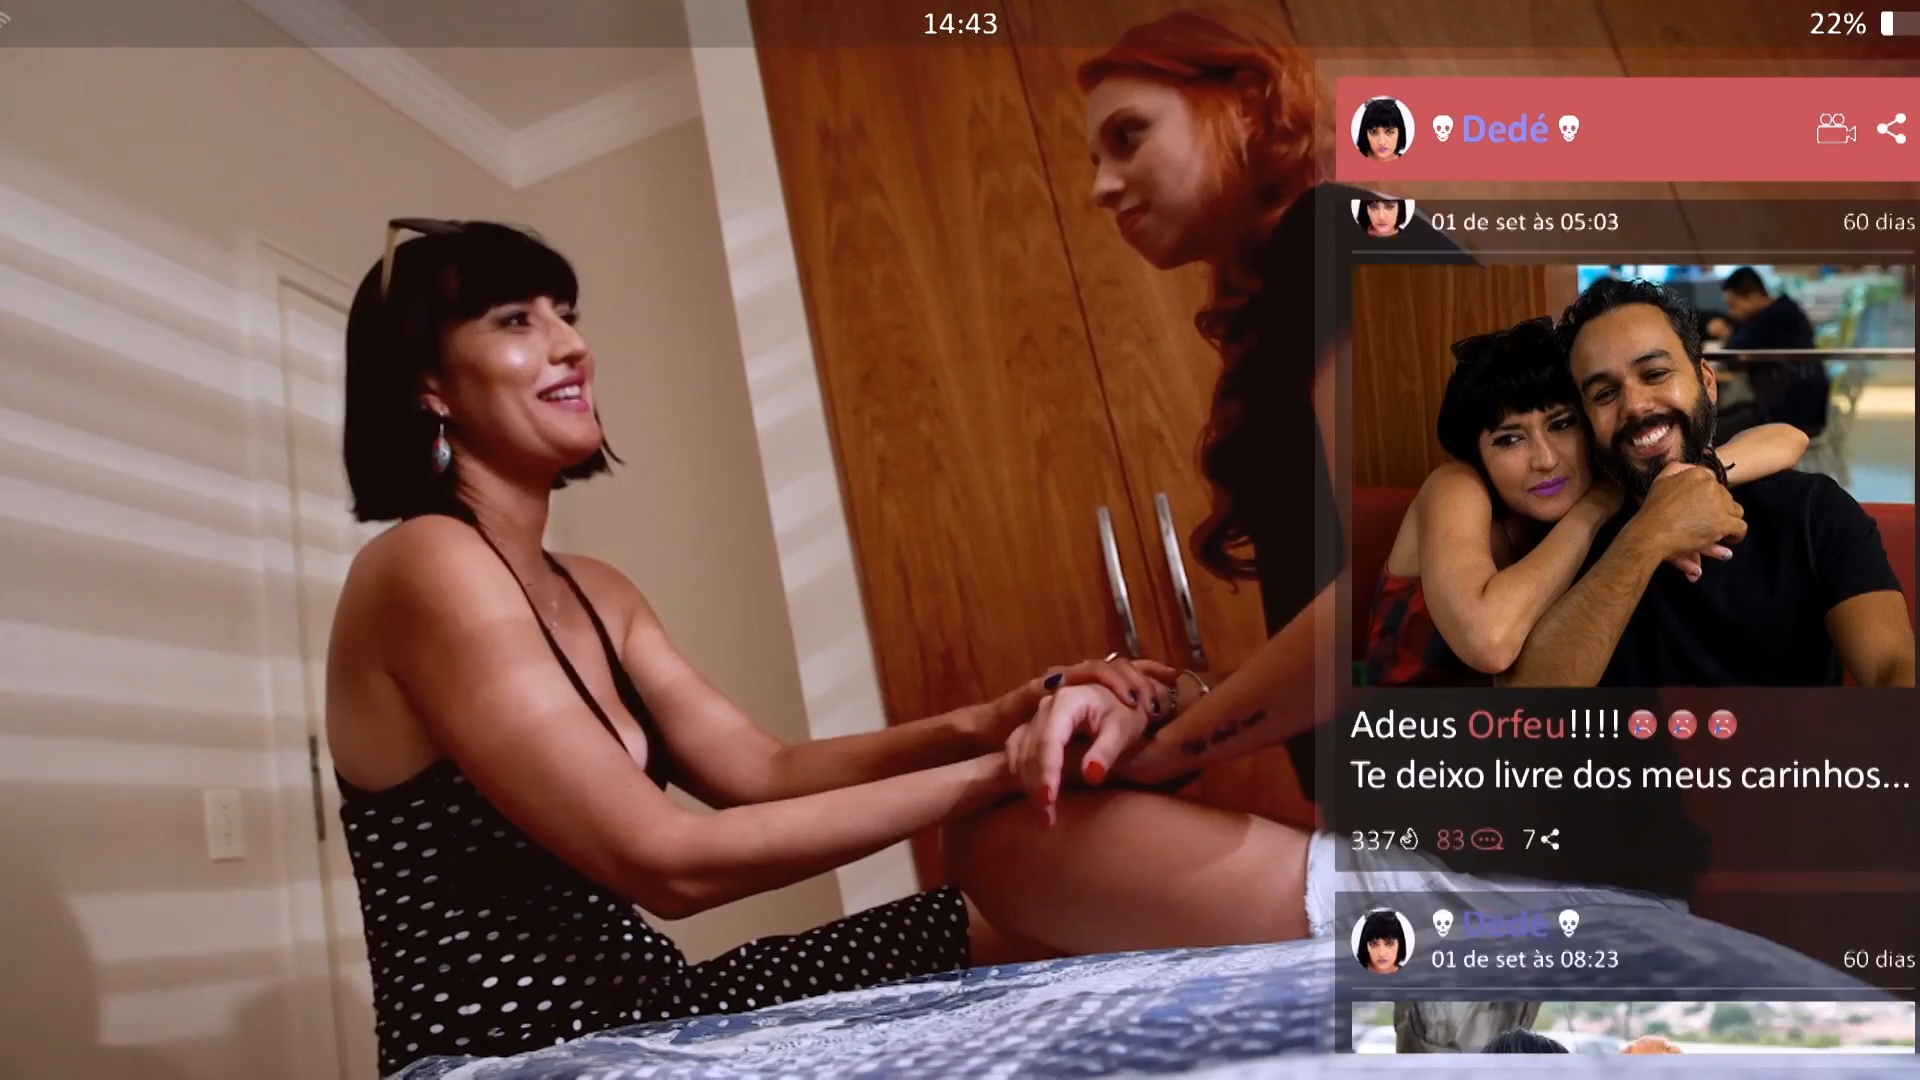 14:43
22%
Dedé
01 de set às 05:03
60 dias
Adeus Orfeu!!!!
Te deixo livre dos meus carinhos...
337 83 7
Dedé
01 de set às 08:23
60 dias